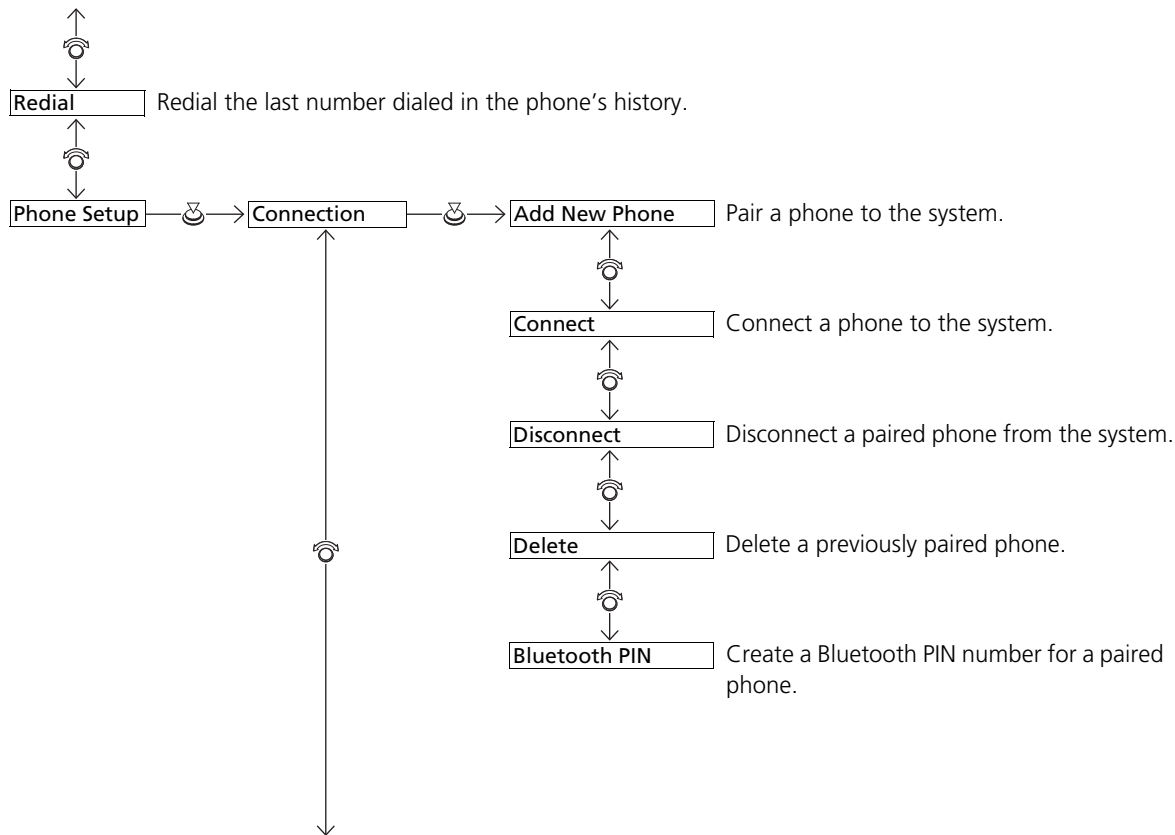 Redial Redial the last number dialed in the phone’s history.
Phone Setup Connection Add New Phone Pair a phone to the system.
Connect Connect a phone to the system.
Disconnect Disconnect a paired phone from the system.
Delete Delete a previously paired phone.
Bluetooth PIN Create a Bluetooth PIN number for a paired
phone.